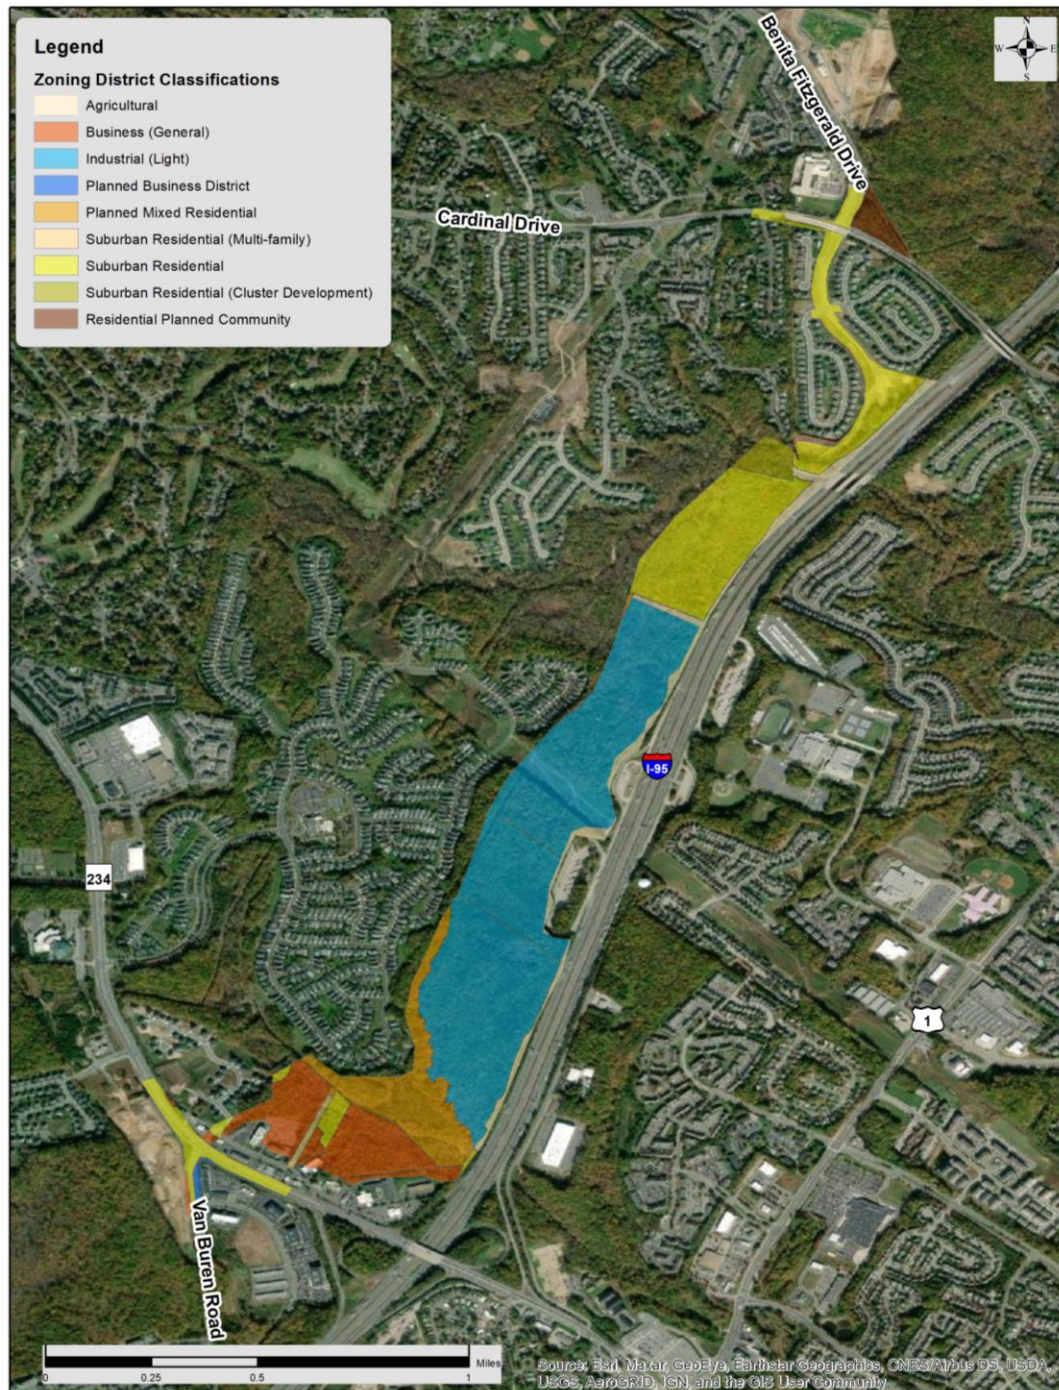 Legend
Zoning District Classifications
Agricultural
Business (General)
Industrial (Light)
Planned Business District
Planned Mixed Residential
Suburban Residential (Multi-family)
Suburban Residential
Suburban Residential (Cluster Development)
Residential Planned Community
N
W E
S
Benita Fitzgerald Drive
Cardinal Drive
I-95
234
1
Van Buren Road
Miles
0 0.25 0.5 1
Source: Esri, Maxar, GeoEye, Earthstar Geographics, CNES/Airbus DS, USDA,
USGS, AeroGRID, IGN, and the GIS User Community